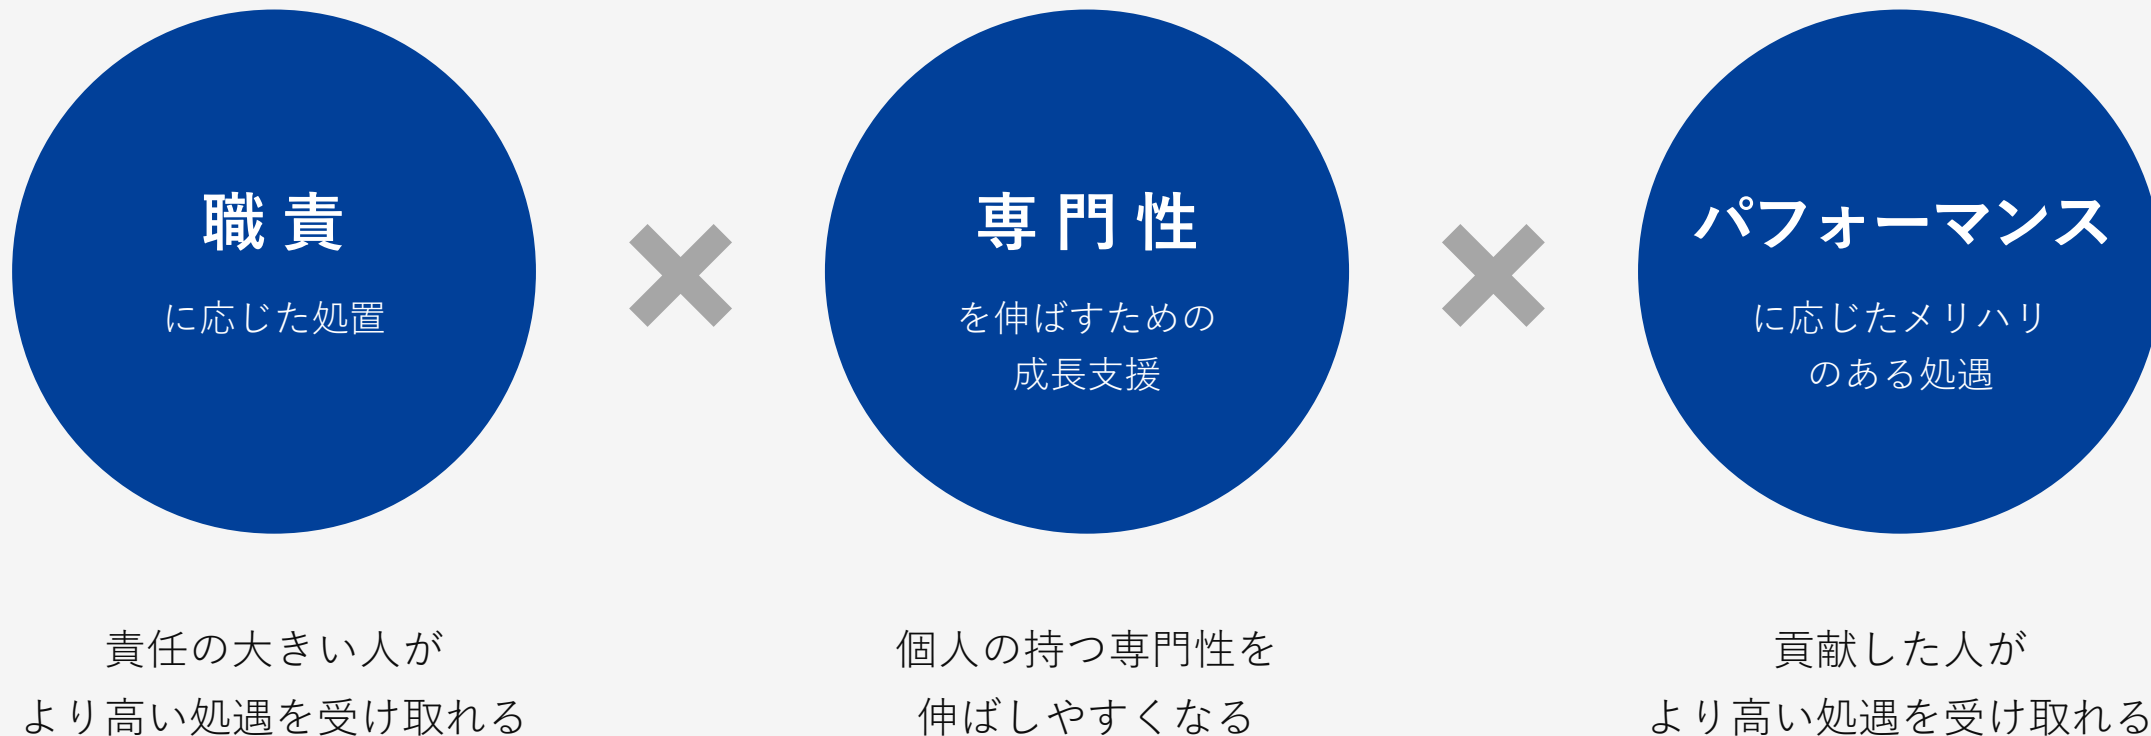 職責
に応じた処置
責任の大きい人が
より高い処遇を受け取れる
専門性
を伸ばすための
成長支援
個人の持つ専門性を
伸ばしやすくなる
パフォーマンス
に応じたメリハリ
のある処遇
貢献した人が
より高い処遇を受け取れる